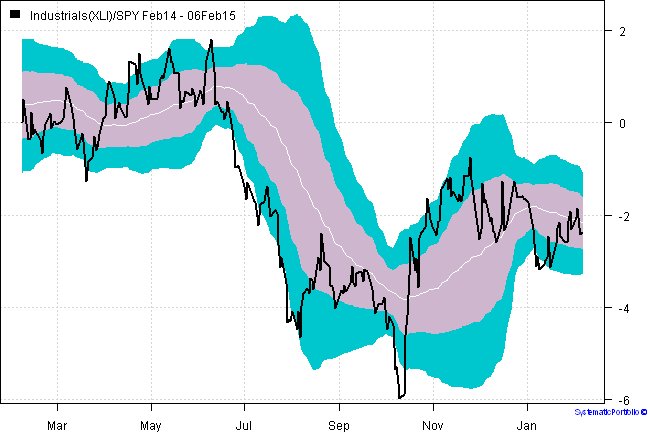 Industrials(XLI)/SPY Feb14 - 06Feb15
2
0
-2
-4
-6
SystematicPortfolio ©
Mar May Jul Sep Nov Jan